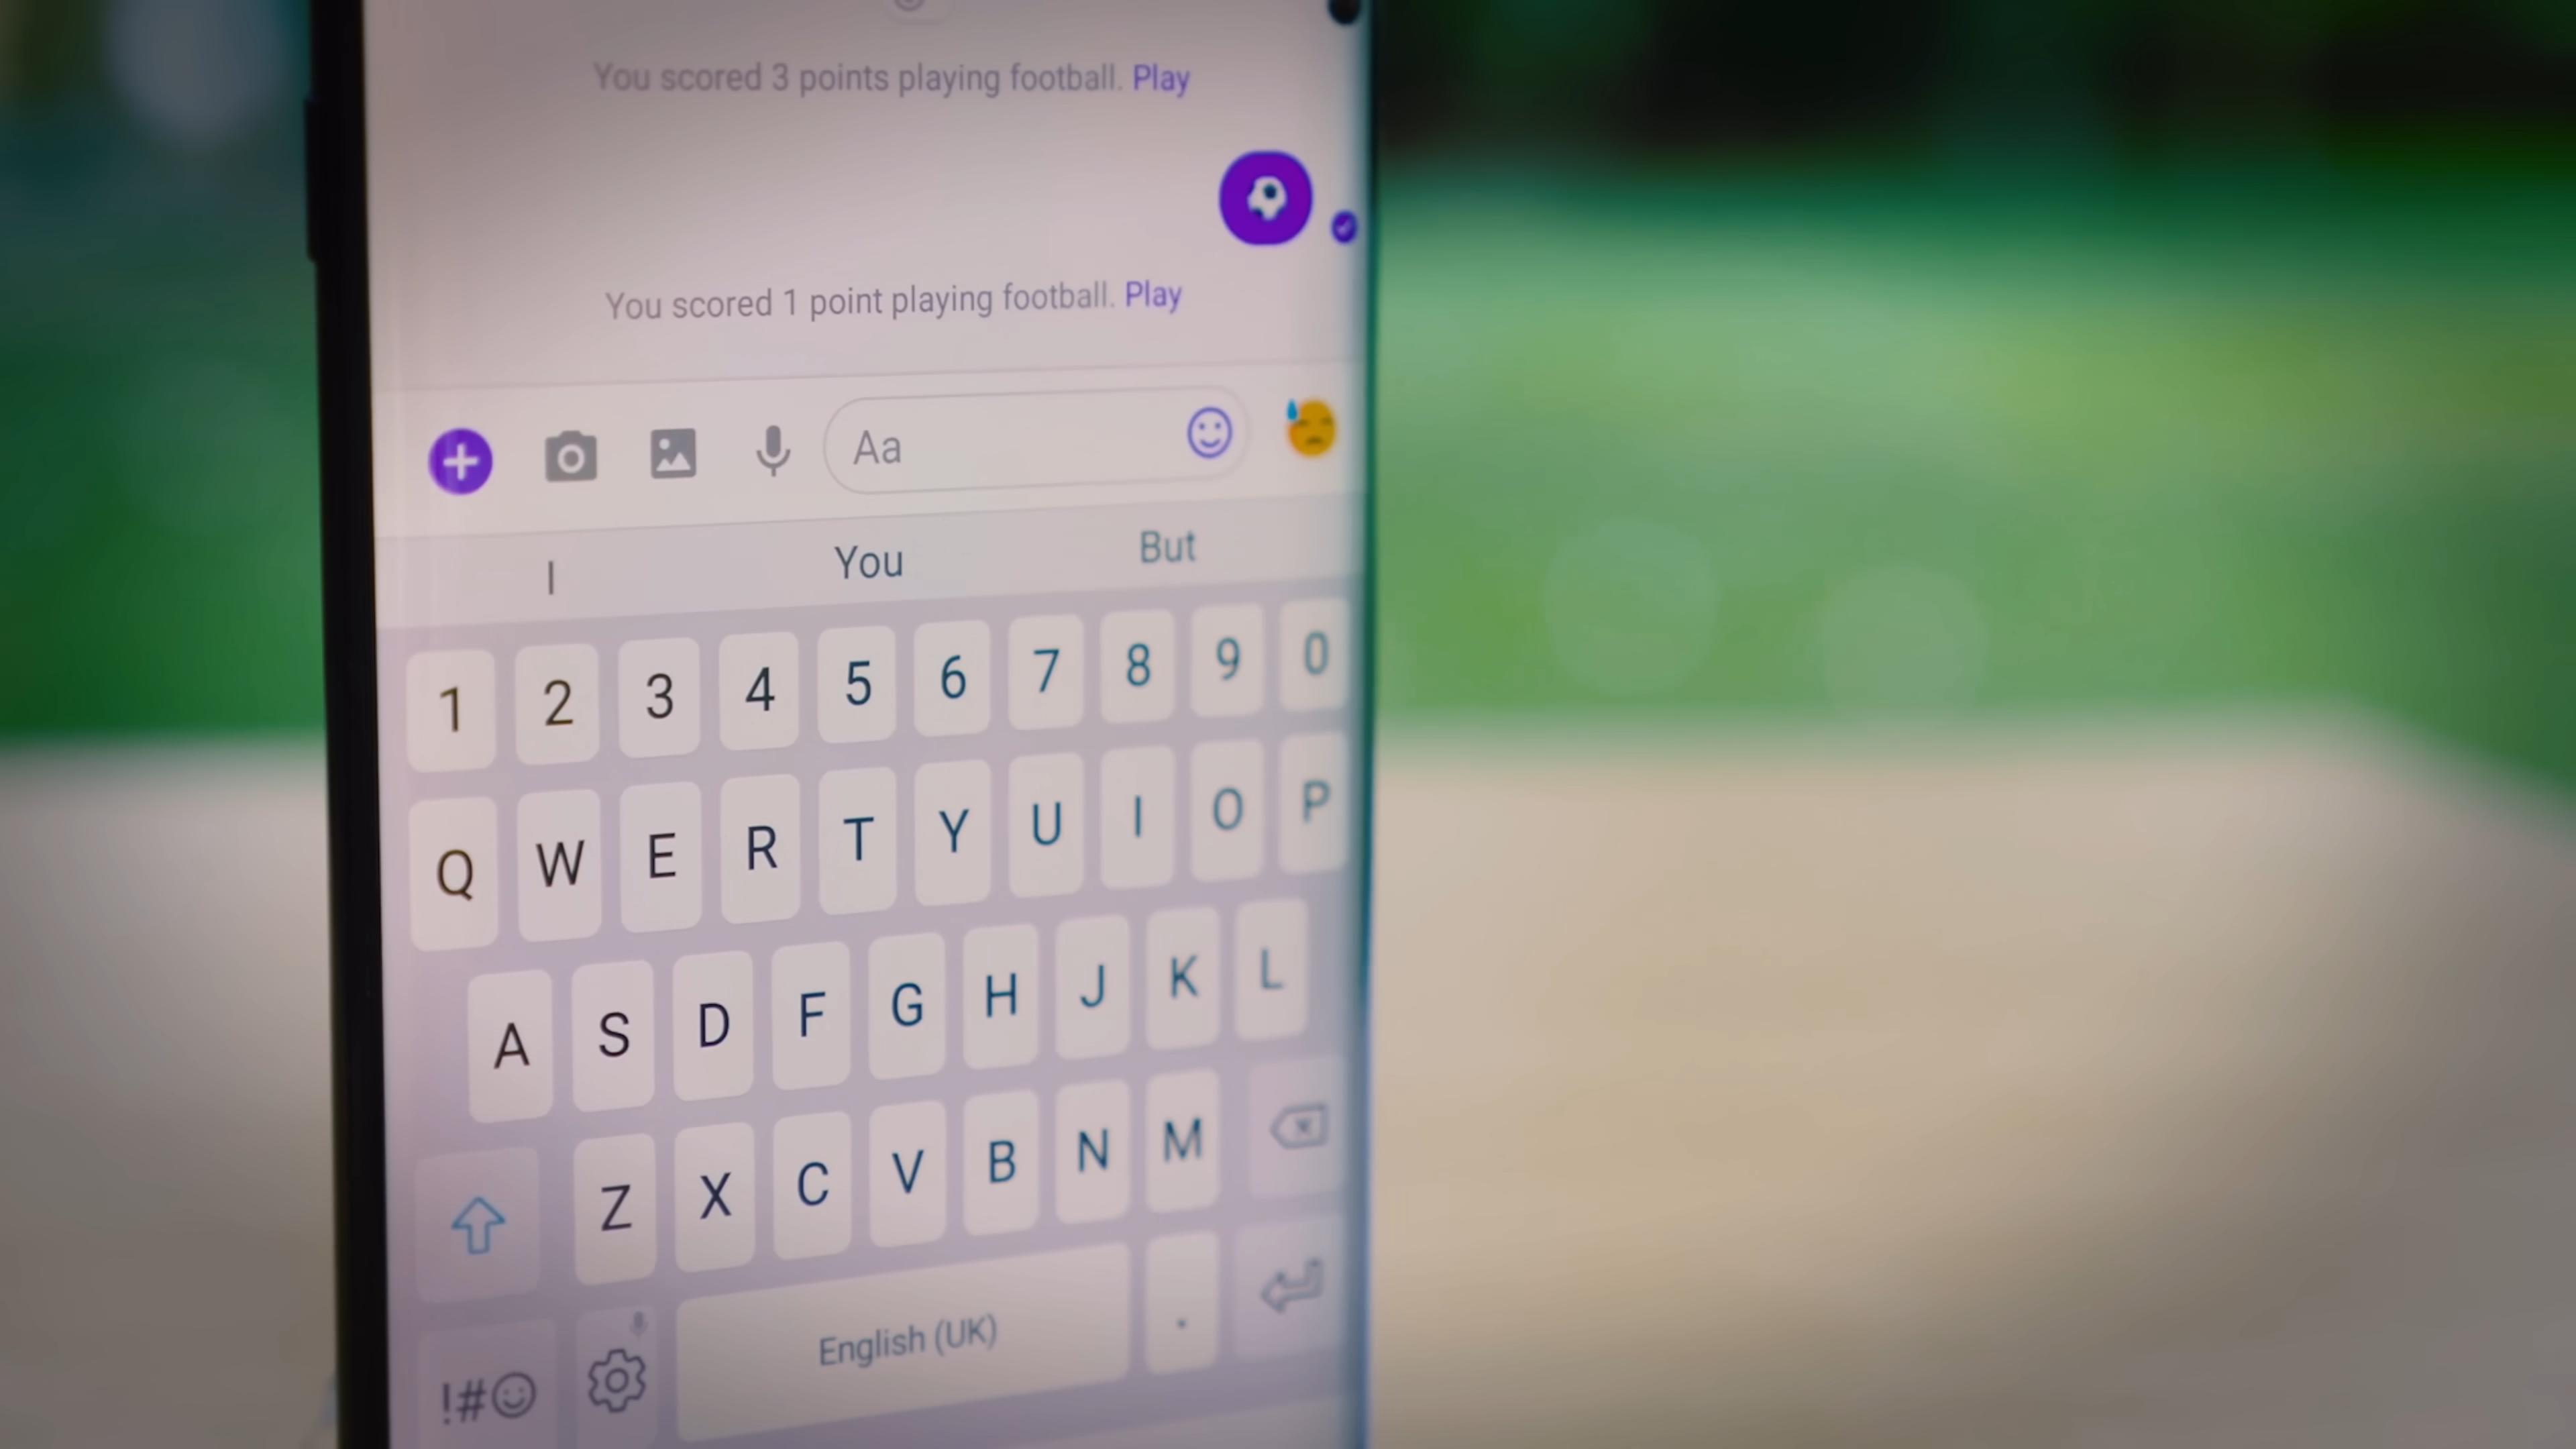 You scored 3 points playing football. Play
You scored 1 point playing football. Play
Aa
I You But
1 2 3 4 5 6 7 8 9 0
Q W E R T Y U I O P
A S D F G H J K L
Z X C V B N M
!# English (UK) .